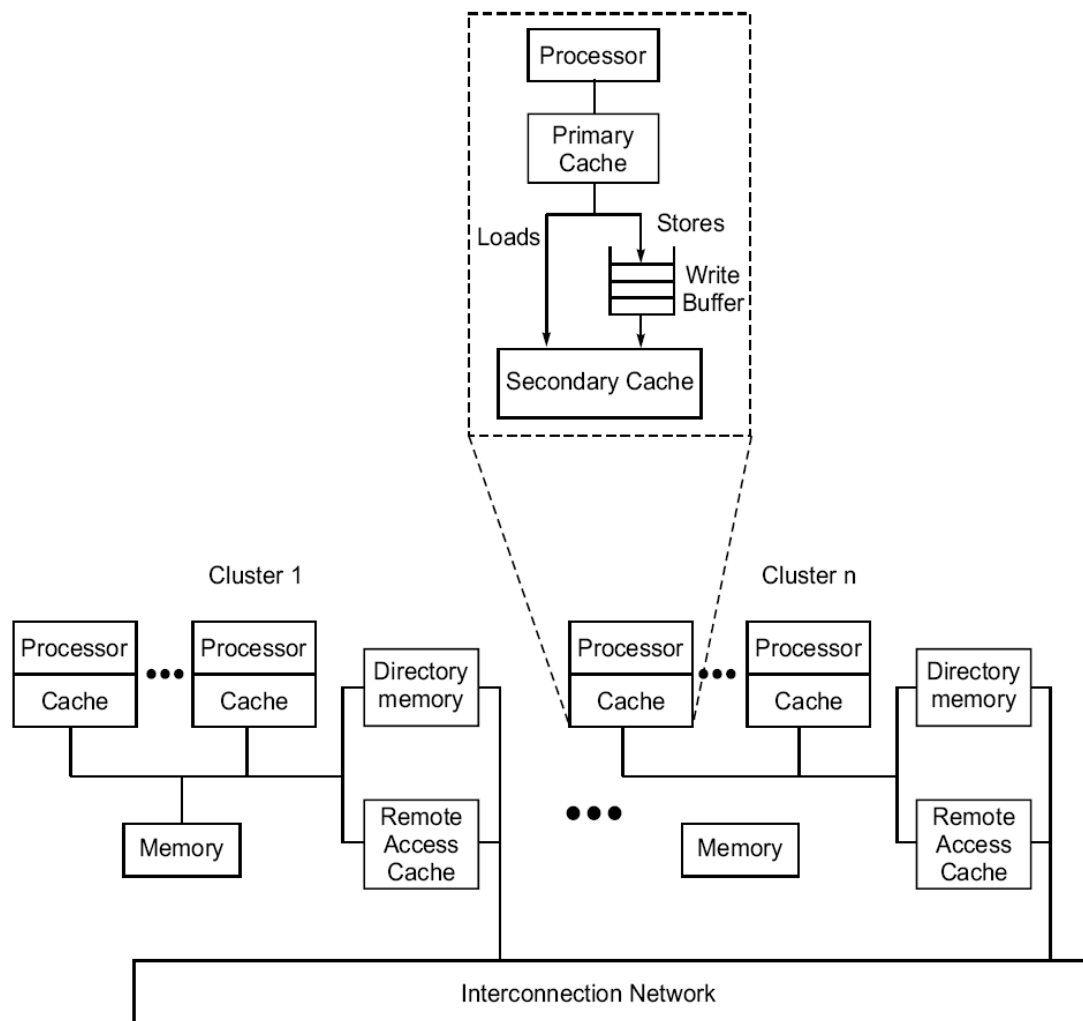 Processor
Primary
Cache
Loads
Stores
Write
Buffer
Secondary Cache
Cluster 1
Cluster n
Processor
Processor
Cache
Cache
Directory
memory
Memory
Remote
Access
Cache
Processor
Processor
Cache
Cache
Directory
memory
Memory
Remote
Access
Cache
Interconnection Network